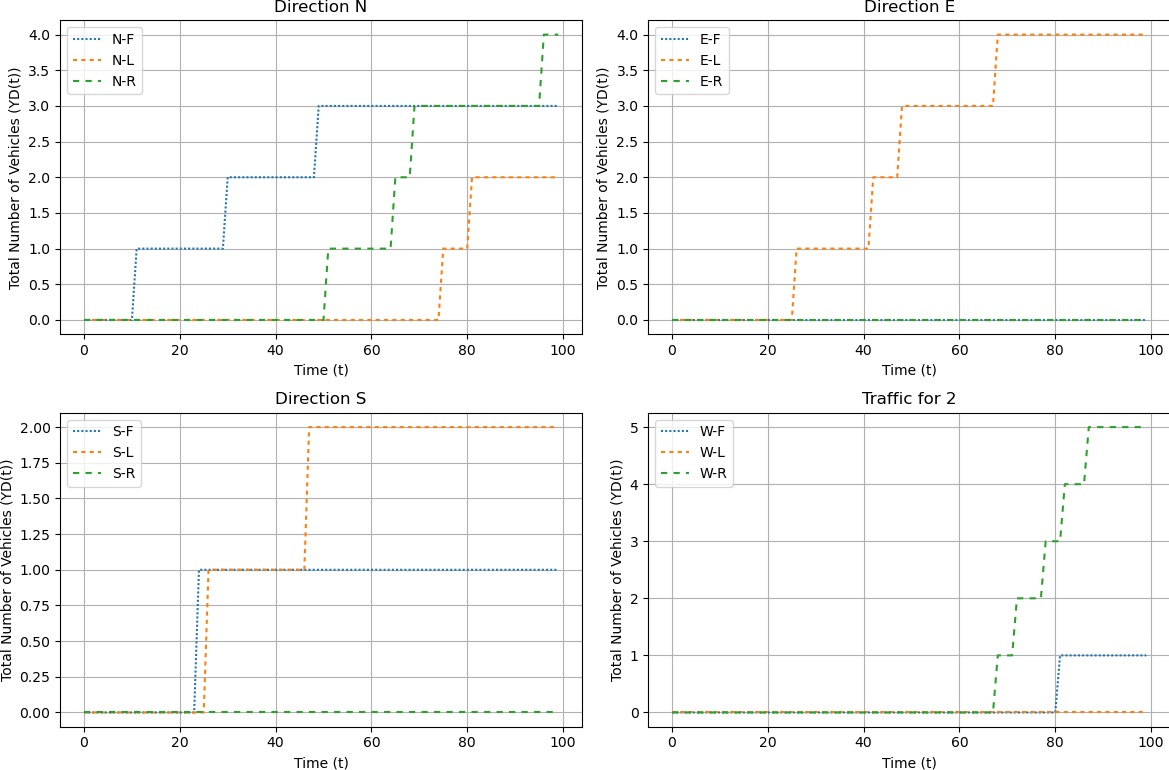 Direction N
Total Number of Vehicles (YD(t))
4.0
3.5
3.0
2.5
2.0
1.5
1.0
0.5
0.0
N-F
N-L
N-R
0 20 40 60 80 100
Time (t)
Direction E
Total Number of Vehicles (YD(t))
4.0
3.5
3.0
2.5
2.0
1.5
1.0
0.5
0.0
E-F
E-L
E-R
0 20 40 60 80 100
Time (t)
Direction S
Total Number of Vehicles (YD(t))
2.00
1.75
1.50
1.25
1.00
0.75
0.50
0.25
0.00
S-F
S-L
S-R
0 20 40 60 80 100
Time (t)
Traffic for 2
Total Number of Vehicles (YD(t))
5
4
3
2
1
0
W-F
W-L
W-R
0 20 40 60 80 100
Time (t)